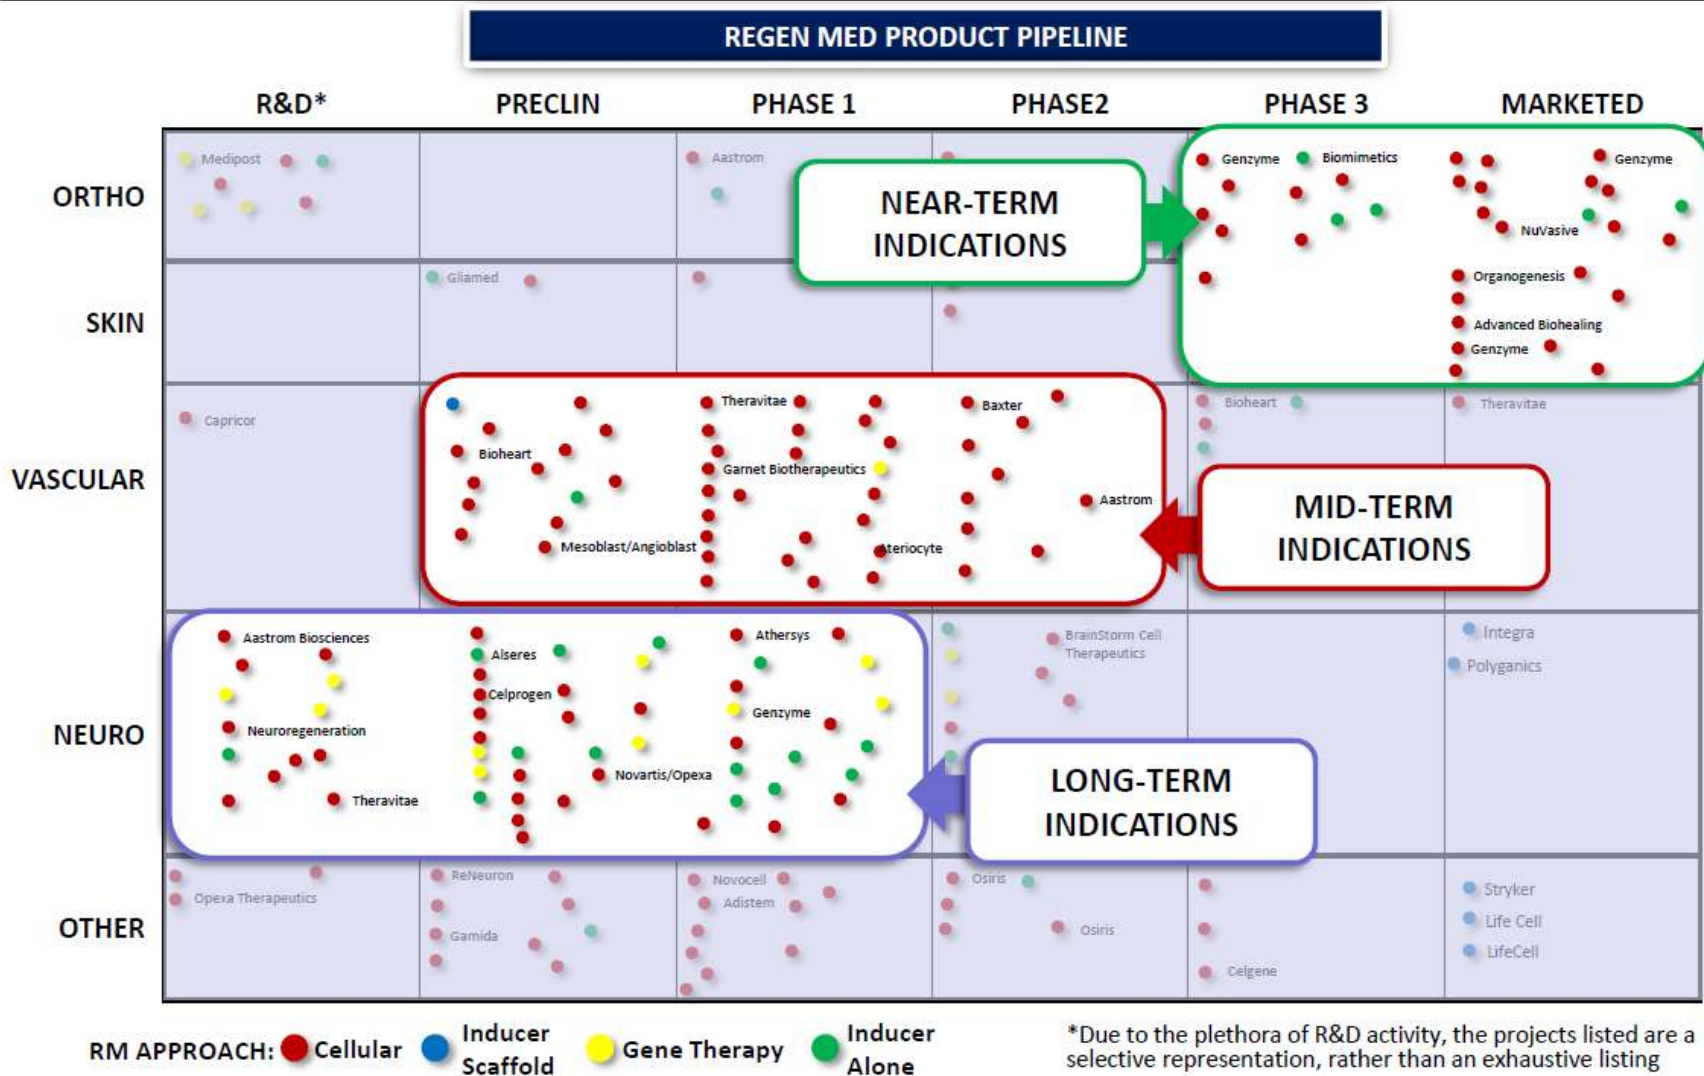 REGEN MED PRODUCT PIPELINE
R&D*
PRECLIN
PHASE 1
PHASE2
PHASE 3
MARKETED
ORTHO
Medipost
Aastrom
NEAR-TERM
INDICATIONS
Genzyme
Biomimetics
Genzyme
NuVasive
SKIN
Gliamed
Organogenesis
Advanced Biohealing
Genzyme
VASCULAR
Capricor
Bioheart
Mesoblast/Angioblast
Theravitae
Garnet Biotherapeutics
Ateriocyte
Baxter
Aastrom
Bioheart
Theravitae
MID-TERM
INDICATIONS
NEURO
Aastrom Biosciences
Neuroregeneration
Theravitae
Alseres
Celprogen
Novartis/Opexa
Athersys
Genzyme
BrainStorm Cell
Therapeutics
Integra
Polyganics
LONG-TERM
INDICATIONS
OTHER
Opexa Therapeutics
ReNeuron
Gamida
Novocell
Adistem
Osiris
Osiris
Celgene
Stryker
Life Cell
LifeCell
RM APPROACH:
Cellular
Inducer
Scaffold
Gene Therapy
Inducer
Alone
*Due to the plethora of R&D activity, the projects listed are a
selective representation, rather than an exhaustive listing